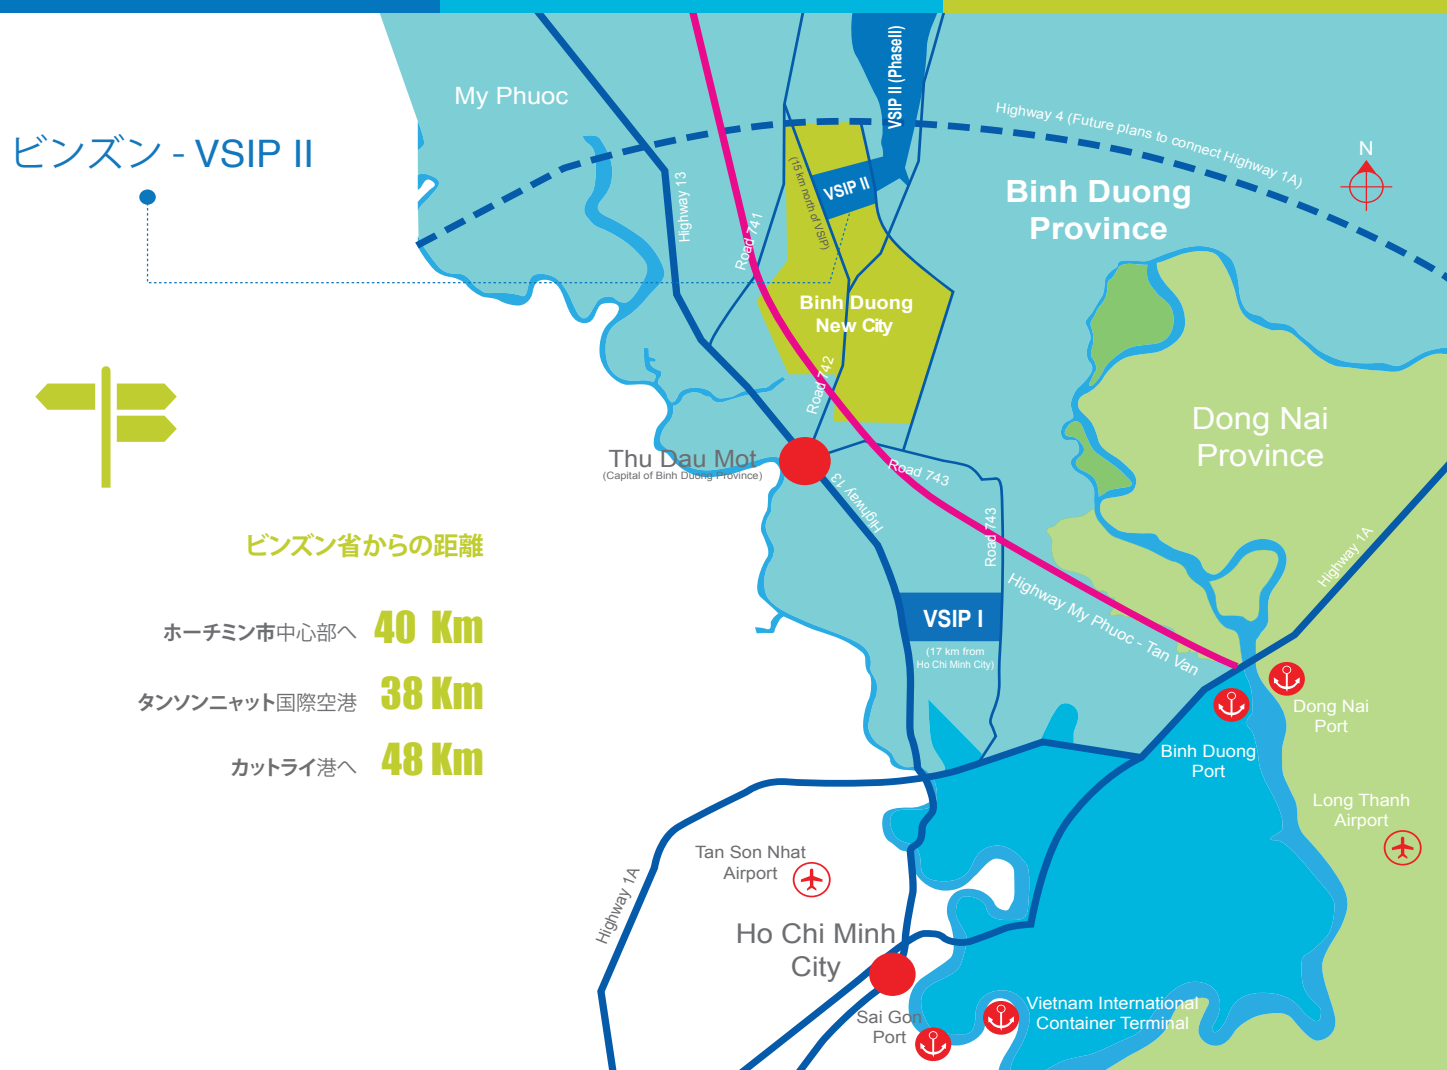 ビンズン - VSIP II
ビンズン省からの距離
ホーチミン市中心部へ 40 Km
タンソンニャット国際空港 38 Km
カットライ港へ 48 Km
My Phuoc
VSIP II (PhaseII)
Highway 4 (Future plans to connect Highway 1A)
N
Binh Duong
Province
VSIP II
(15 km north of VSIP)
Highway 13
Road 741
Binh Duong
New City
Road 742
Dong Nai
Province
Thu Dau Mot
(Capital of Binh Duong Province)
Highway 13
Road 743
Road 743
Highway 1A
VSIP I
(17 km from
Ho Chi Minh City)
Highway My Phuoc - Tan Van
Dong Nai
Port
Binh Duong
Port
Long Thanh
Airport
Tan Son Nhat
Airport
Highway 1A
Ho Chi Minh
City
Sai Gon
Port
Vietnam International
Container Terminal